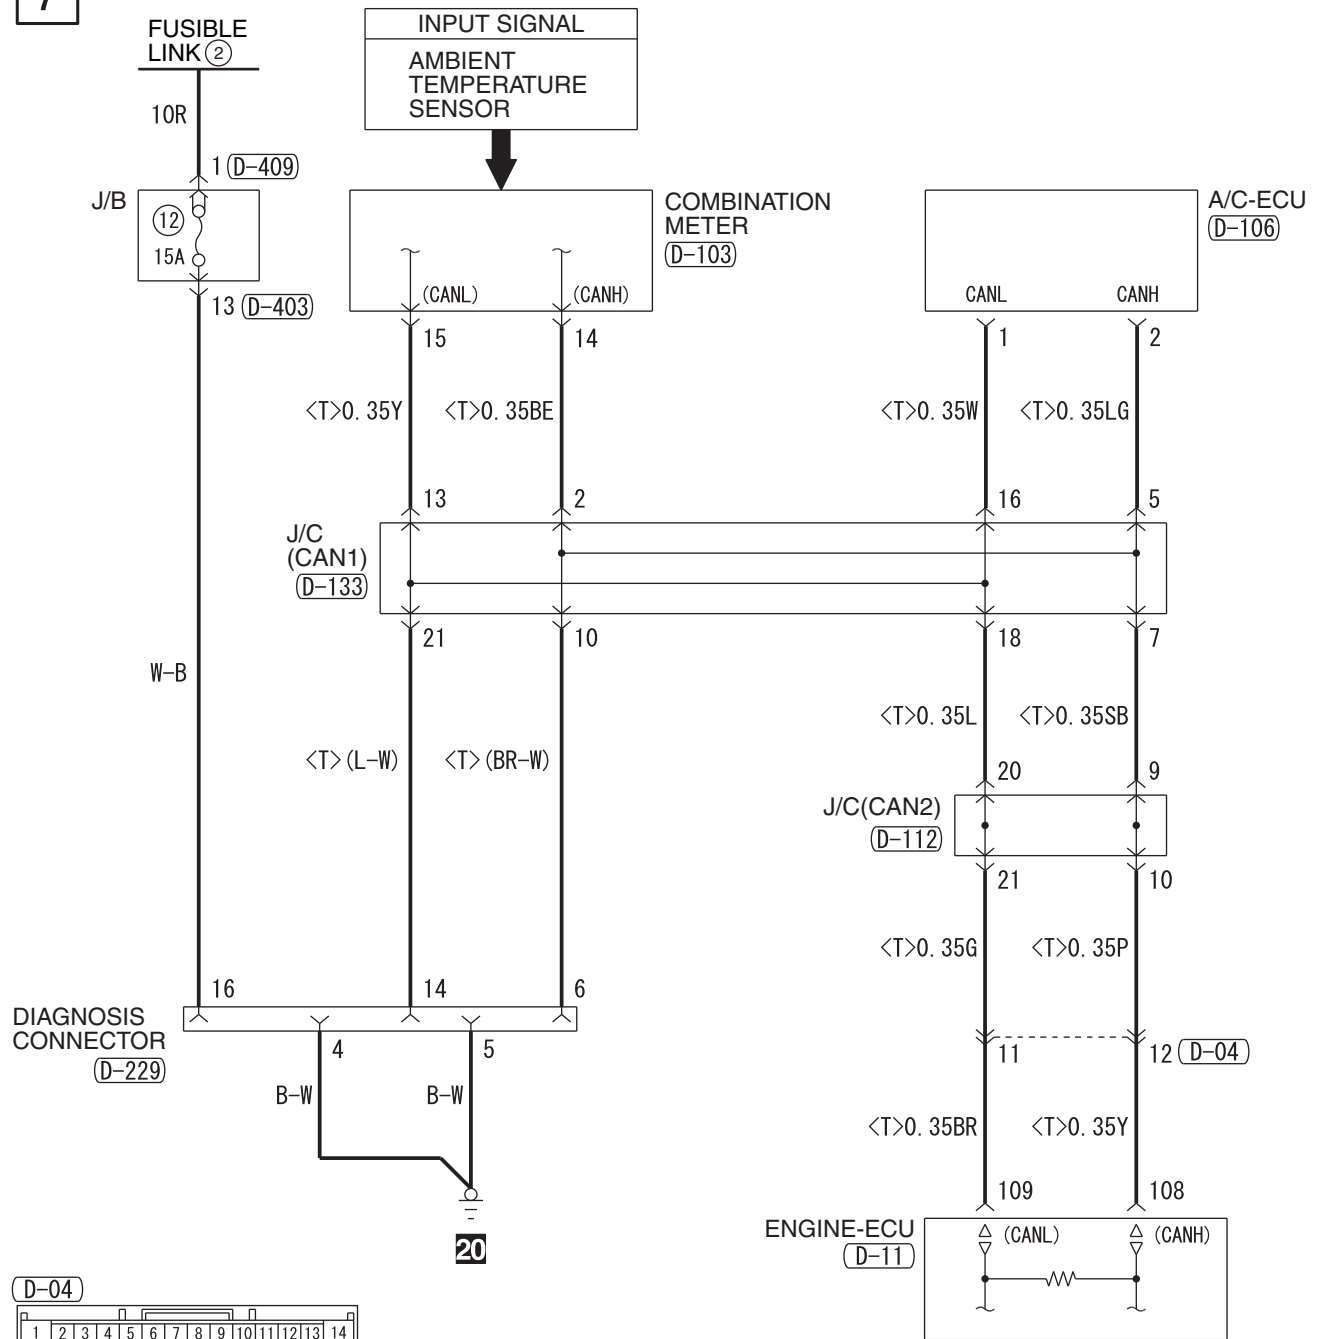 FUSIBLE
LINK ②
INPUT SIGNAL
AMBIENT
TEMPERATURE
SENSOR
10R
1 D-409
J/B
⑫
15A
13 D-403
COMBINATION
METER
D-103
(CANL) (CANH)
A/C-ECU
D-106
CANL CANH
15 14 1 2
<T>0.35Y <T>0.35BE <T>0.35W <T>0.35LG
13 2 16 5
J/C
(CAN1)
D-133
21 10 18 7
W-B
<T>(L-W) <T>(BR-W)
<T>0.35L <T>0.35SB
20 9
J/C(CAN2)
D-112
21 10
<T>0.35G <T>0.35P
16 14 6
DIAGNOSIS
CONNECTOR
D-229
4 5
11 12 D-04
B-W B-W
<T>0.35BR <T>0.35Y
109 108
20
ENGINE-ECU
D-11
(CANL) (CANH)
D-04
1 2 3 4 5 6 7 8 9 10 11 12 13 14